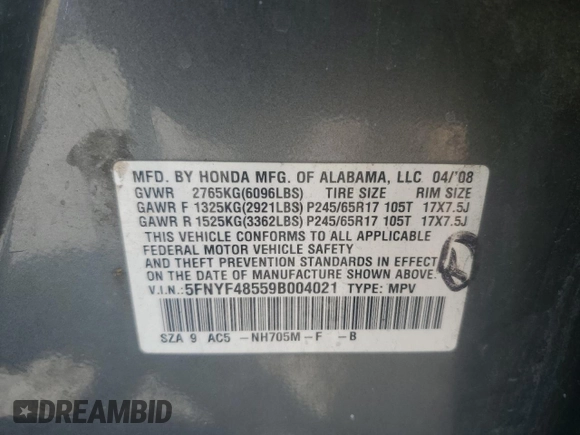 MFD. BY HONDA MFG. OF ALABAMA, LLC 04/'08
GVWR 2765KG(6096LBS) TIRE SIZE RIM SIZE
GAWR F 1325KG(2921LBS) P245/65R17 105T 17X7.5J
GAWR R 1525KG(3362LBS) P245/65R17 105T 17X7.5J
THIS VEHICLE CONFORMS TO ALL APPLICABLE
FEDERAL MOTOR VEHICLE SAFETY
AND THEFT PREVENTION STANDARDS IN EFFECT
ON THE DATE OF MANUFACTURE SHOWN ABOVE.
V.I.N.:5FNYF48559B004021 TYPE: MPV
SZA 9 AC5 -NH705M-F -B
DREAMBID